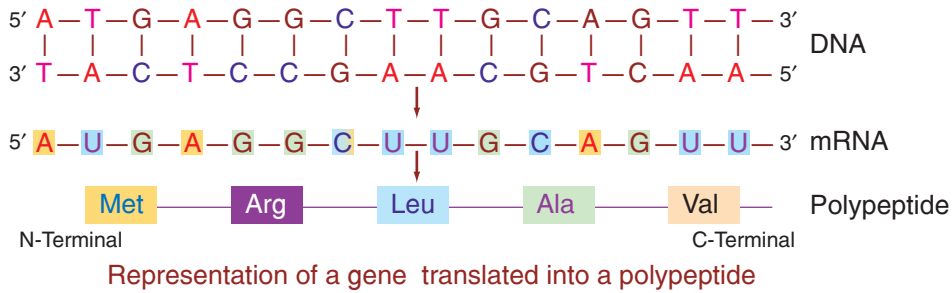 5′ A–T–G–A–G–G–C–T–T–G–C–A–G–T–T– 3′
DNA
3′ T–A–C–T–C–C–G–A–A–C–G–T–C–A–A– 5′
5′ A–U–G–A–G–G–C–U–U–G–C–A–G–U–U– 3′ mRNA
Met Arg Leu Ala Val Polypeptide
N-Terminal C-Terminal
Representation of a gene translated into a polypeptide